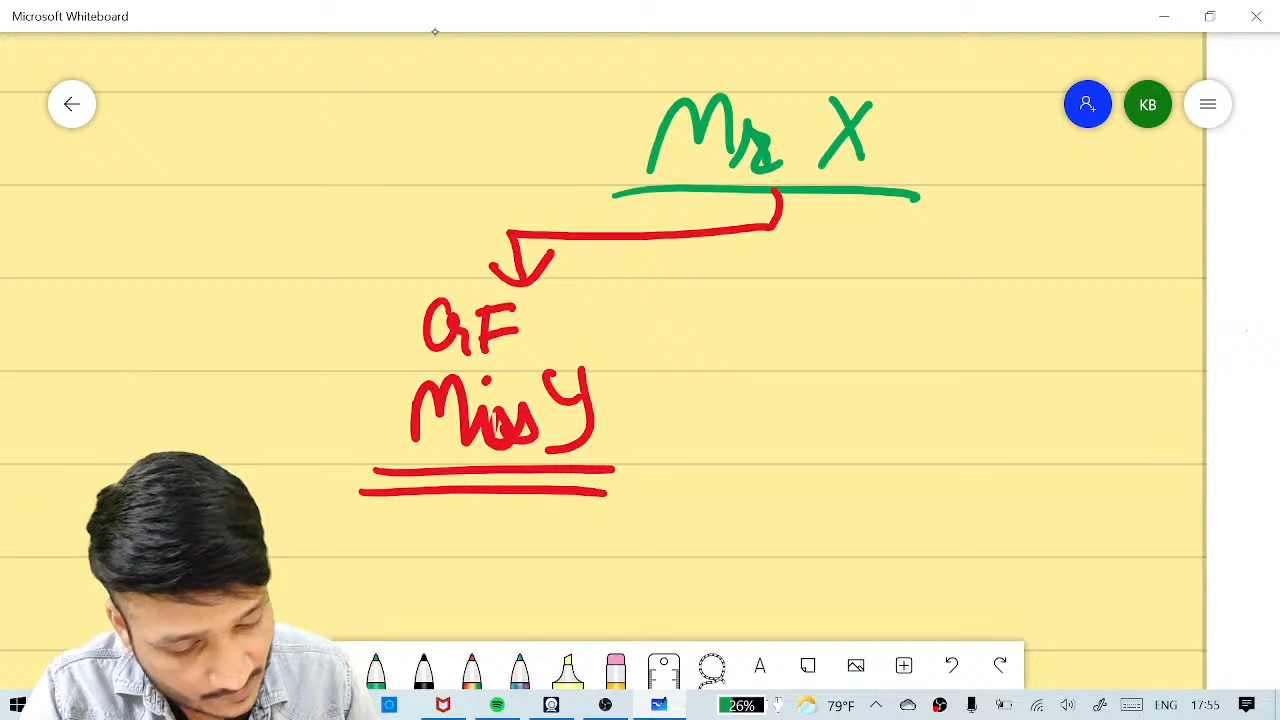 Microsoft Whiteboard
KB
Mr X
GF
Miss Y
A
26%
79°F
ENG
17:55